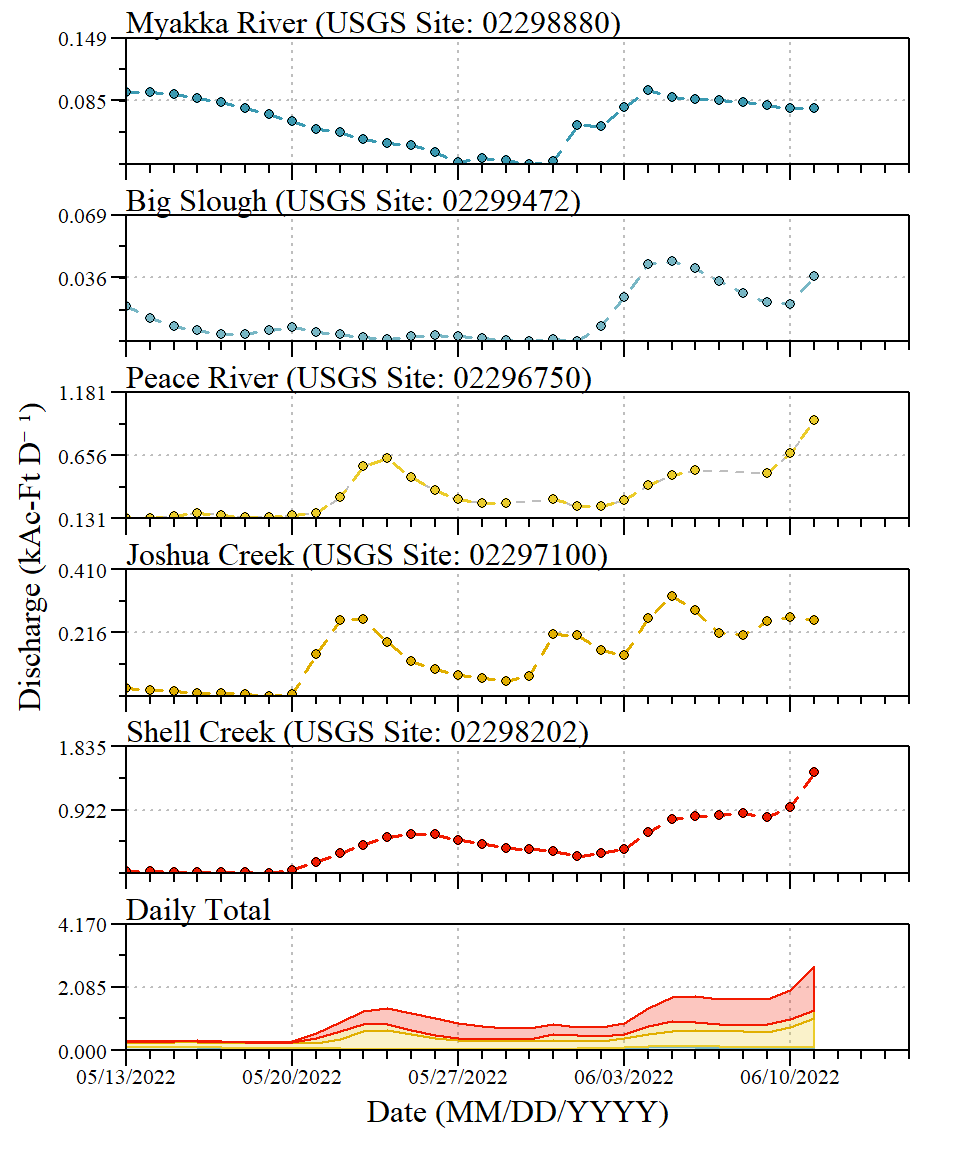 Myakka River (USGS Site: 02298880)
0.149
0.085
Big Slough (USGS Site: 02299472)
0.069
0.036
Peace River (USGS Site: 02296750)
1.181
0.656
0.131
Joshua Creek (USGS Site: 02297100)
0.410
0.216
Shell Creek (USGS Site: 02298202)
1.835
0.922
Daily Total
4.170
2.085
0.000
05/13/2022 05/20/2022 05/27/2022 06/03/2022 06/10/2022
Date (MM/DD/YYYY)
Discharge (kAc-Ft D⁻¹)